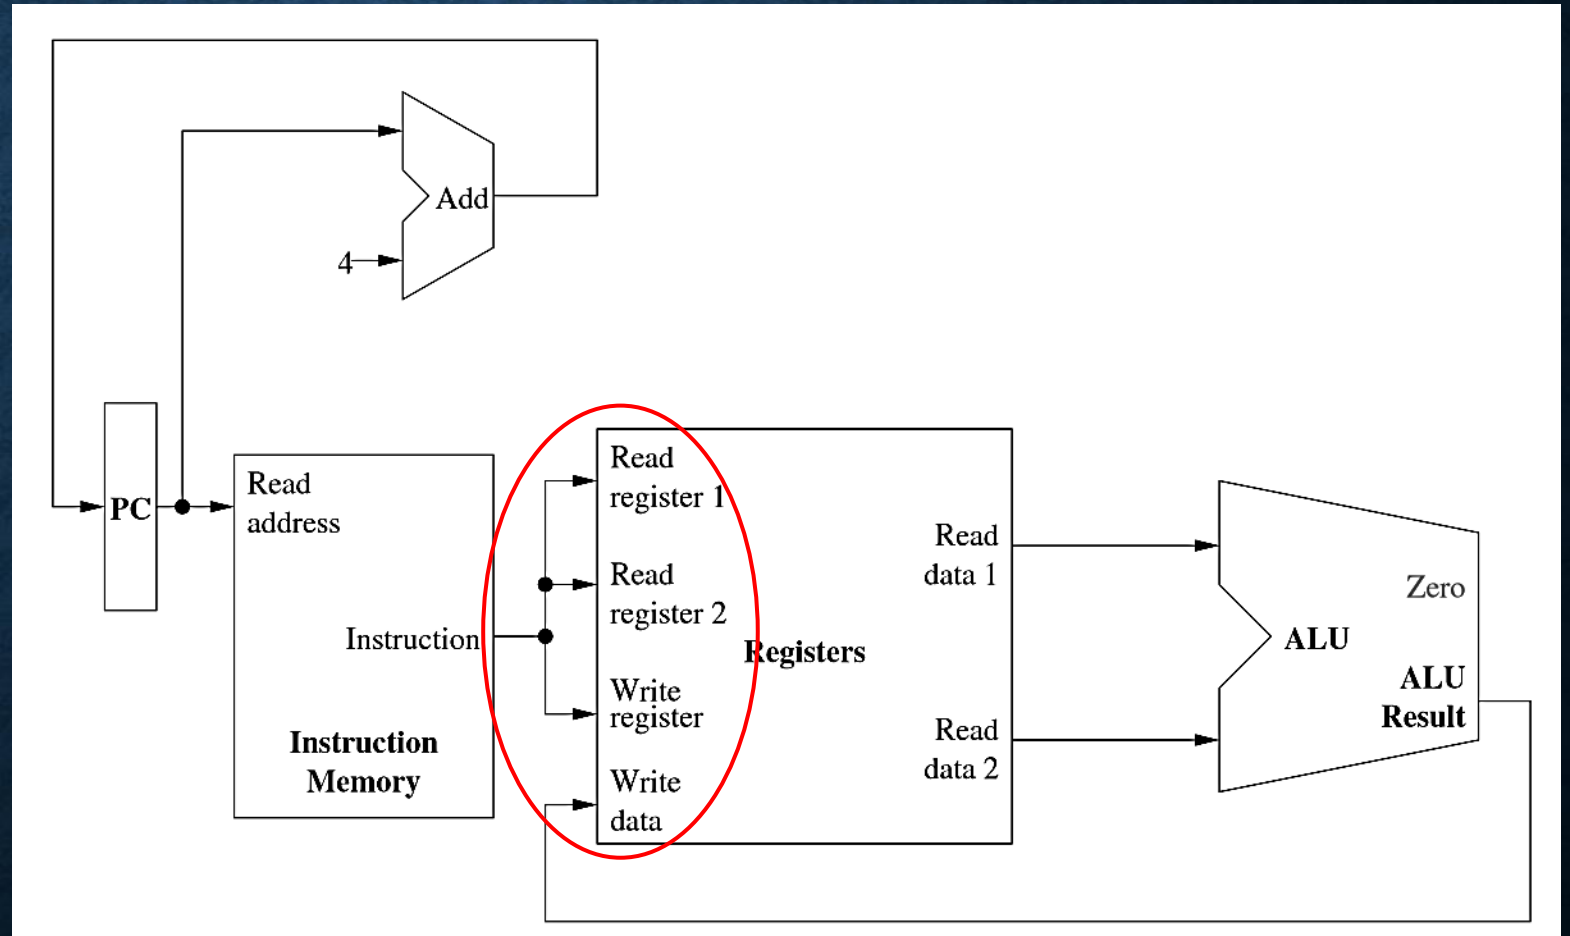 Add
4
PC
Read
address
Instruction
Instruction
Memory
Read
register 1
Read
register 2
Registers
Write
register
Write
data
Read
data 1
Read
data 2
Zero
ALU
ALU
Result